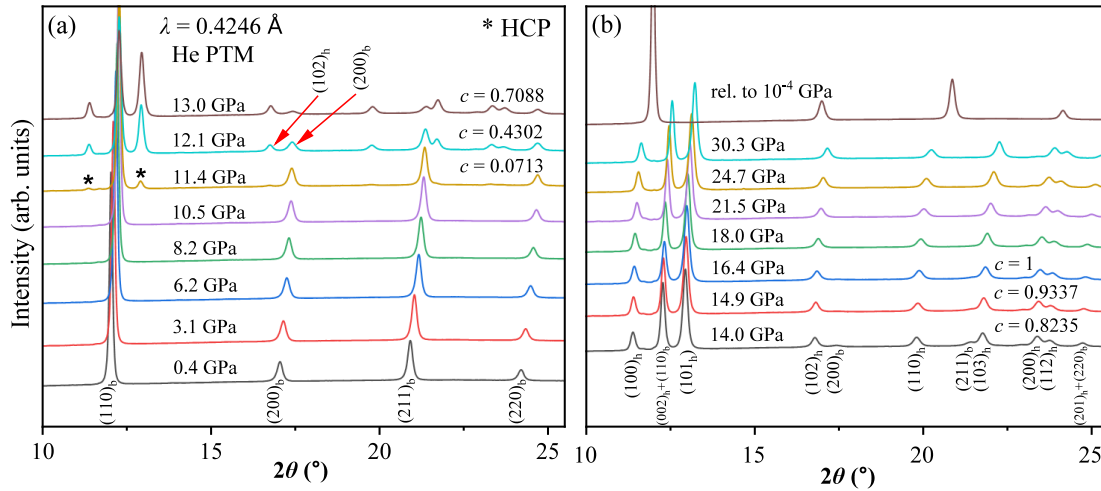 (a)
λ = 0.4246 Å
He PTM
* HCP
(102)h
(200)b
13.0 GPa
c = 0.7088
12.1 GPa
c = 0.4302
* *
11.4 GPa
c = 0.0713
10.5 GPa
8.2 GPa
6.2 GPa
3.1 GPa
0.4 GPa
(110)b
(200)b
(211)b
(220)b
10 15 20 25
2θ (°)
Intensity (arb. units)
(b)
rel. to 10-4 GPa
30.3 GPa
24.7 GPa
21.5 GPa
18.0 GPa
16.4 GPa
c = 1
14.9 GPa
c = 0.9337
14.0 GPa
c = 0.8235
(100)h
(002)h+(110)b
(101)h
(102)h
(200)b
(110)h
(211)b
(103)h
(200)h
(112)h
(201)h+(220)b
10 15 20 25
2θ (°)